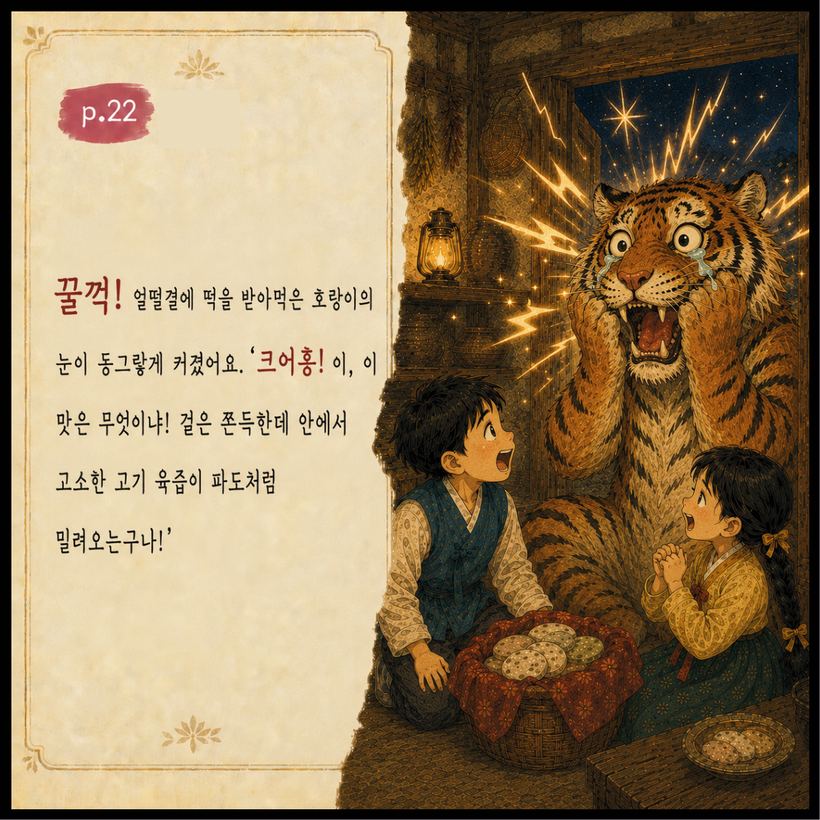 p.22
꿀꺽! 얼떨결에 떡을 받아먹은 호랑이의
눈이 동그랗게 커졌어요. ‘크어흥! 이, 이
맛은 무엇이냐! 겉은 쫀득한데 안에서
고소한 고기 육즙이 파도처럼
밀려오는구나!’